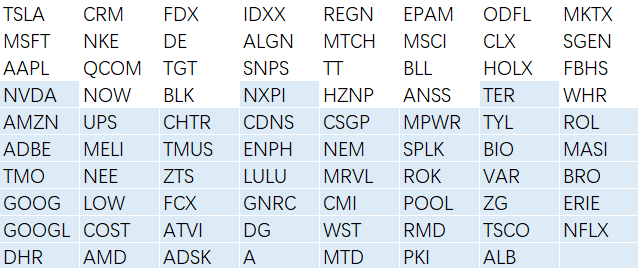 TSLA CRM FDX IDXX REGN EPAM ODFL MKTX
MSFT NKE DE ALGN MTCH MSCI CLX SGEN
AAPL QCOM TGT SNPS TT BLL HOLX FBHS
NVDA NOW BLK NXPI HZNP ANSS TER WHR
AMZN UPS CHTR CDNS CSGP MPWR TYL ROL
ADBE MELI TMUS ENPH NEM SPLK BIO MASI
TMO NEE ZTS LULU MRVL ROK VAR BRO
GOOG LOW FCX GNRC CMI POOL ZG ERIE
GOOGL COST ATVI DG WST RMD TSCO NFLX
DHR AMD ADSK A MTD PKI ALB